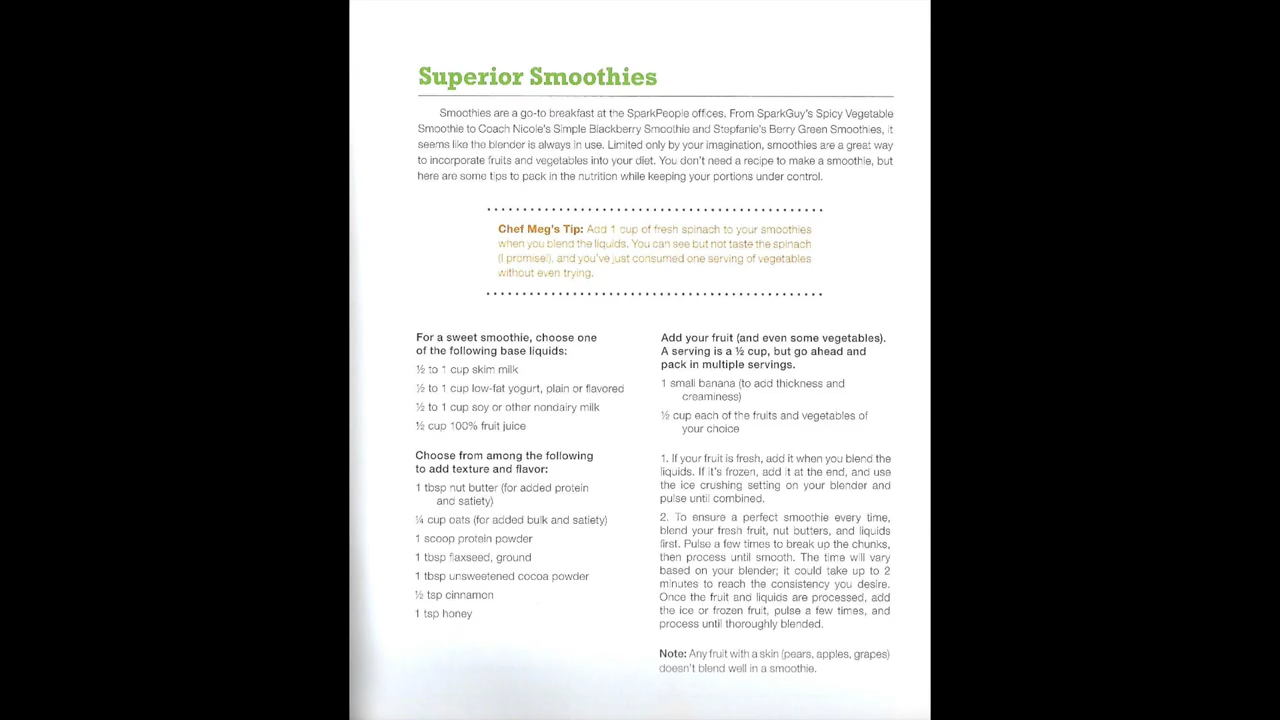 Superior Smoothies
Smoothies are a go-to breakfast at the SparkPeople offices. From SparkGuy's Spicy Vegetable
Smoothie to Coach Nicole's Simple Blackberry Smoothie and Stepfanie's Berry Green Smoothies, it
seems like the blender is always in use. Limited only by your imagination, smoothies are a great way
to incorporate fruits and vegetables into your diet. You don't need a recipe to make a smoothie, but
here are some tips to pack in the nutrition while keeping your portions under control.
Chef Meg's Tip: Add 1 cup of fresh spinach to your smoothies
when you blend the liquids. You can see but not taste the spinach
(I promise!), and you've just consumed one serving of vegetables
without even trying.
For a sweet smoothie, choose one
of the following base liquids:
½ to 1 cup skim milk
½ to 1 cup low-fat yogurt, plain or flavored
½ to 1 cup soy or other nondairy milk
½ cup 100% fruit juice
Choose from among the following
to add texture and flavor:
1 tbsp nut butter (for added protein
and satiety)
¼ cup oats (for added bulk and satiety)
1 scoop protein powder
1 tbsp flaxseed, ground
1 tbsp unsweetened cocoa powder
½ tsp cinnamon
1 tsp honey
Add your fruit (and even some vegetables).
A serving is a ½ cup, but go ahead and
pack in multiple servings.
1 small banana (to add thickness and
creaminess)
½ cup each of the fruits and vegetables of
your choice
1. If your fruit is fresh, add it when you blend the
liquids. If it's frozen, add it at the end, and use
the ice crushing setting on your blender and
pulse until combined.
2. To ensure a perfect smoothie every time,
blend your fresh fruit, nut butters, and liquids
first. Pulse a few times to break up the chunks,
then process until smooth. The time will vary
based on your blender; it could take up to 2
minutes to reach the consistency you desire.
Once the fruit and liquids are processed, add
the ice or frozen fruit, pulse a few times, and
process until thoroughly blended.
Note: Any fruit with a skin (pears, apples, grapes)
doesn't blend well in a smoothie.